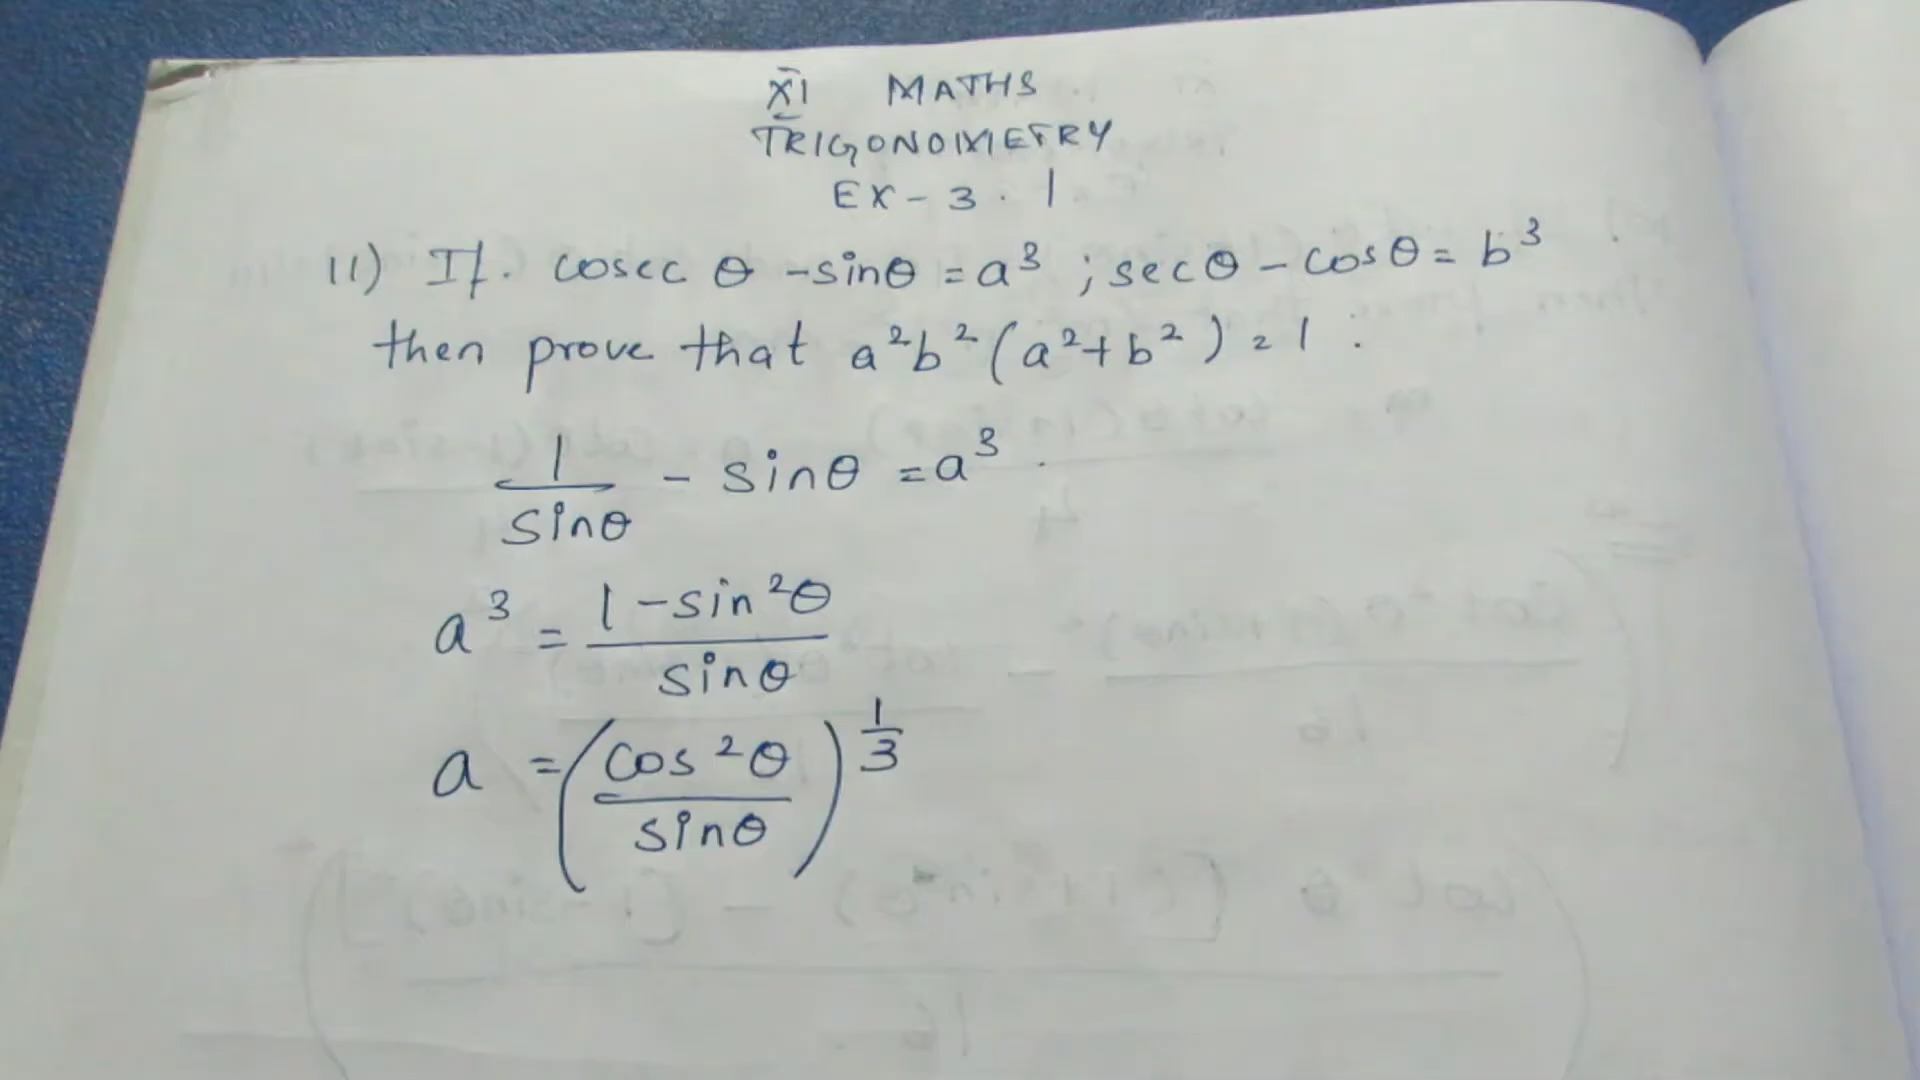 XI MATHS
TRIGONOMETRY
EX - 3.1
11) If. cosec θ - sinθ = a³ ; secθ - cosθ = b³
then prove that a²b² (a²+b²) = 1.
1/sinθ - sinθ = a³.
a³ = 1-sin²θ/sinθ
a = (cos²θ/sinθ)^1/3